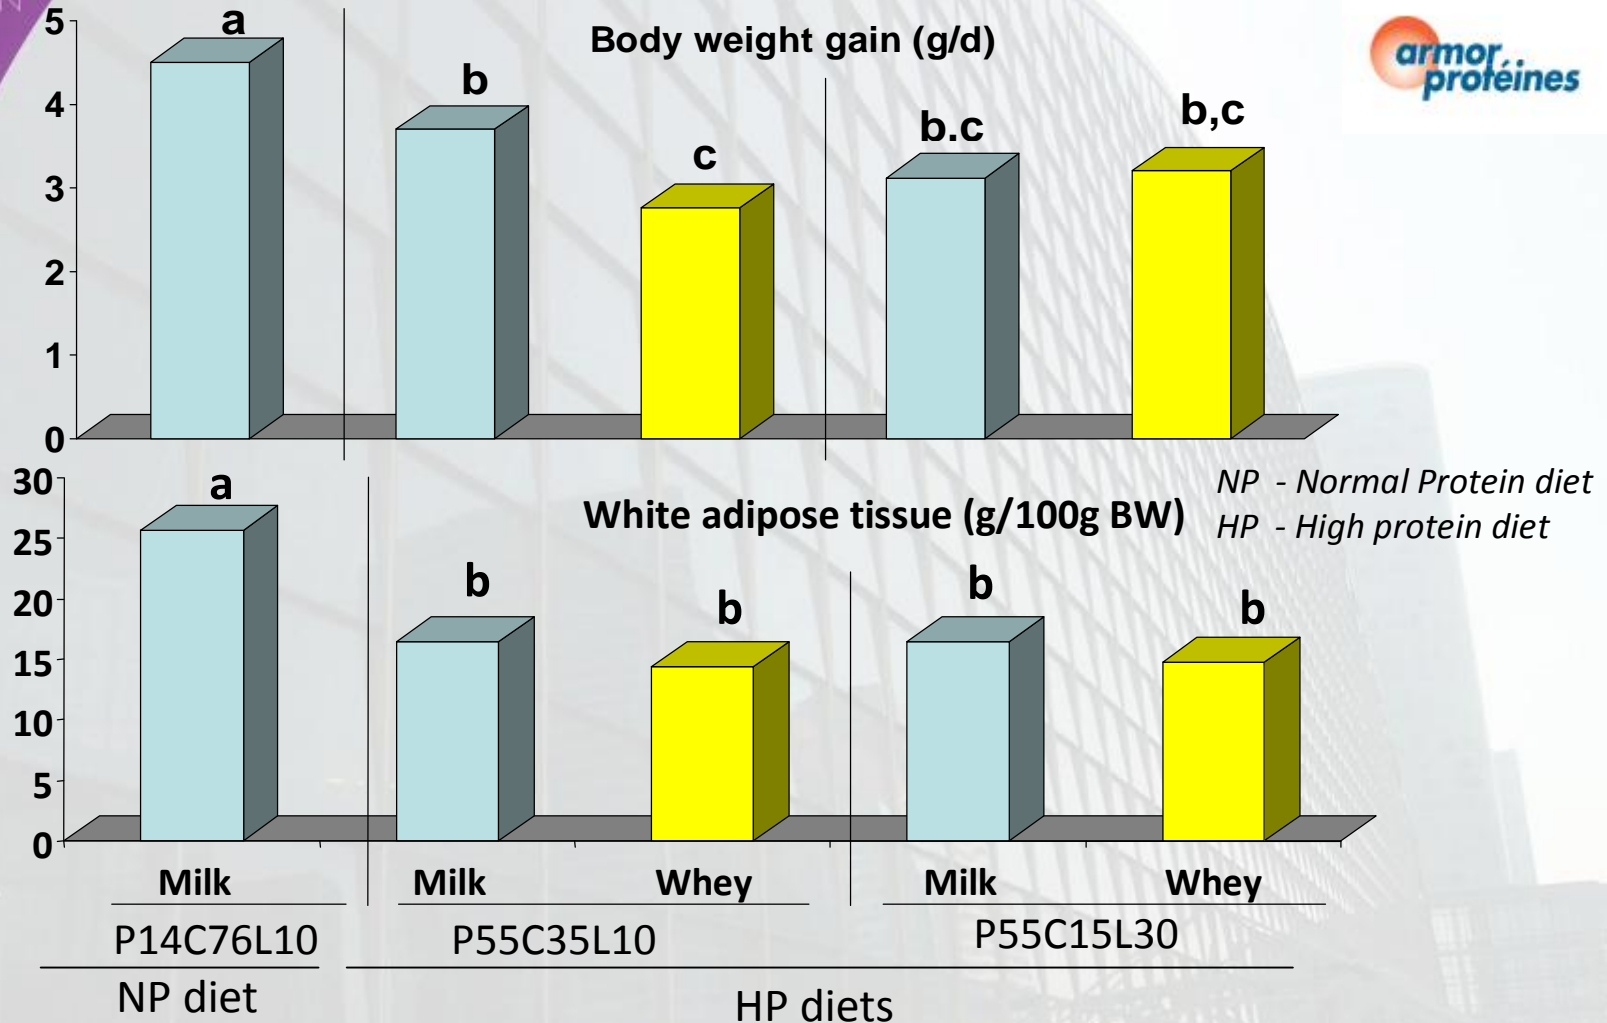 Body weight gain (g/d)
armor
protéines
5
4
3
2
1
0
a
b
c
b.c
b,c
NP - Normal Protein diet
HP - High protein diet
White adipose tissue (g/100g BW)
30
25
20
15
10
5
0
a
b
b
b
b
Milk Milk Whey Milk Whey
P14C76L10 P55C35L10 P55C15L30
NP diet HP diets